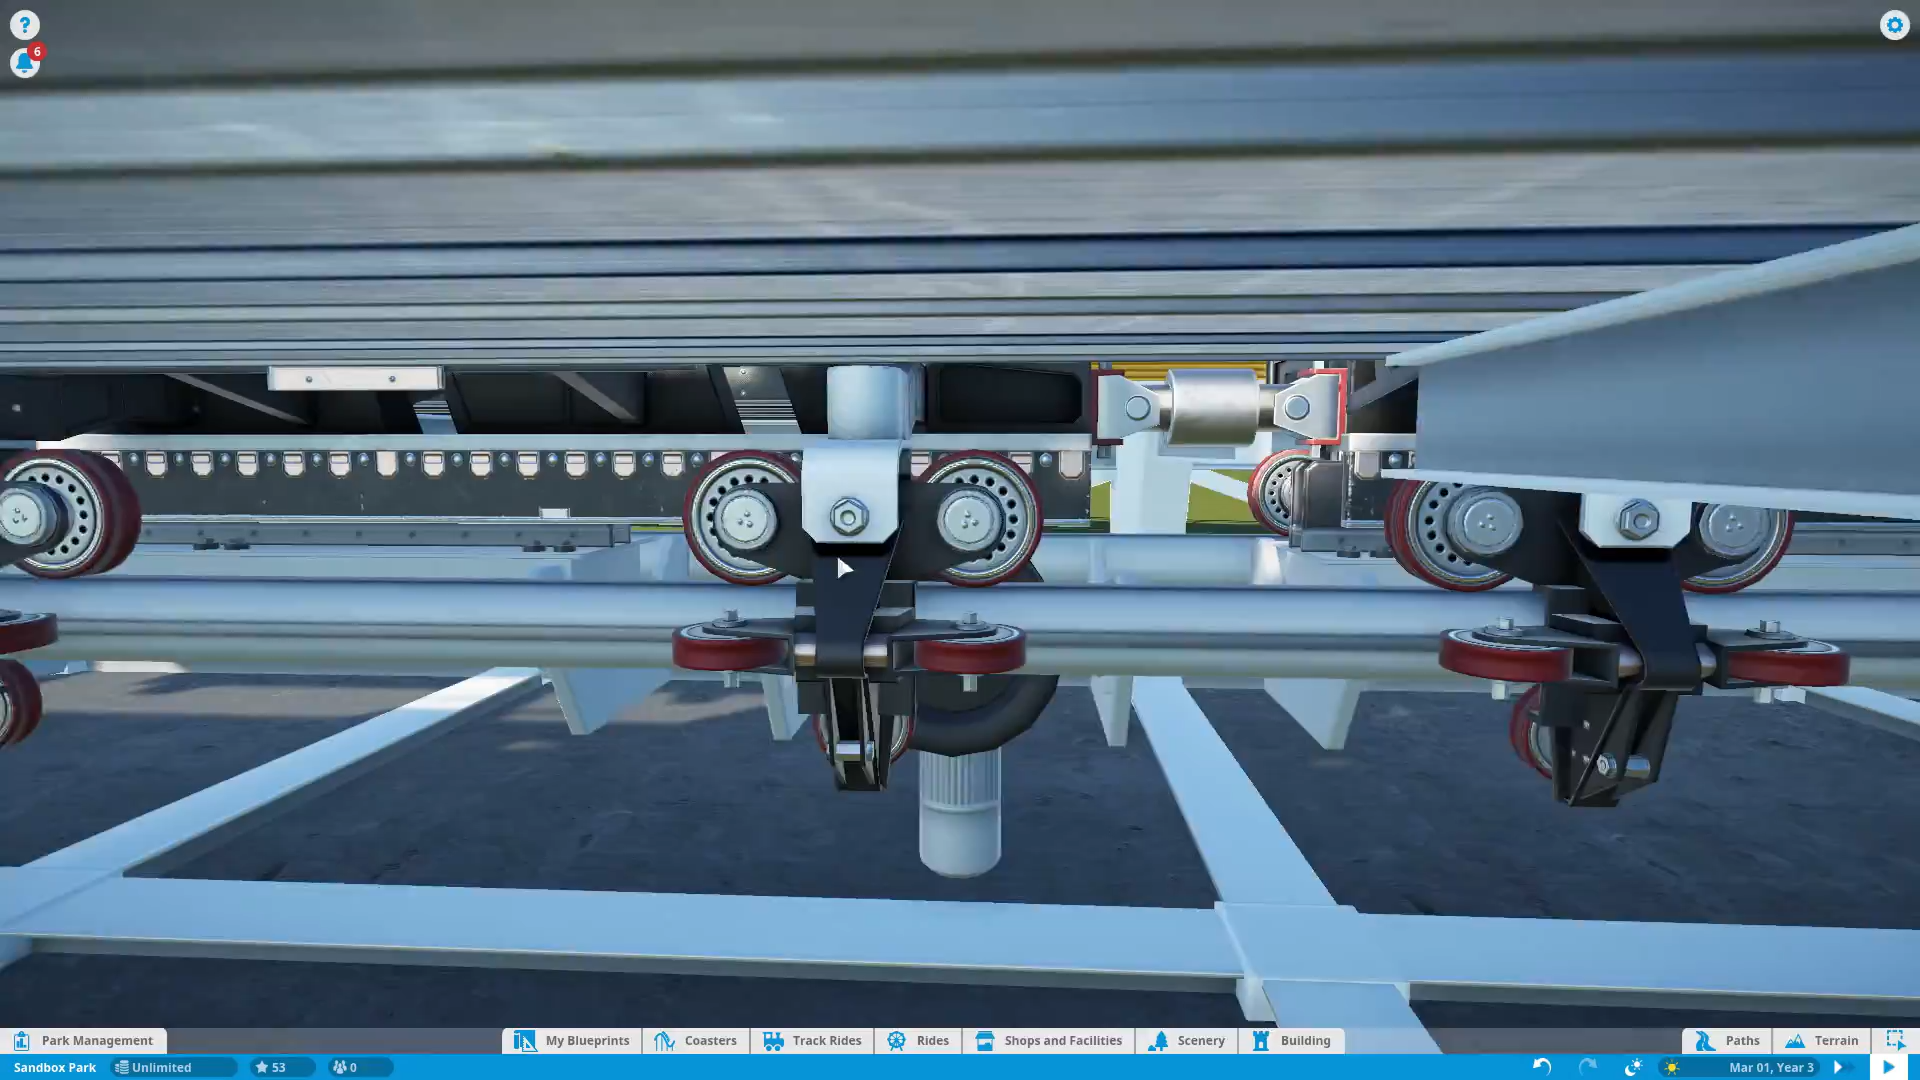 6
Park Management
My Blueprints
Coasters
Track Rides
Rides
Shops and Facilities
Scenery
Building
Paths
Terrain
Sandbox Park
Unlimited
53
0
Mar 01, Year 3